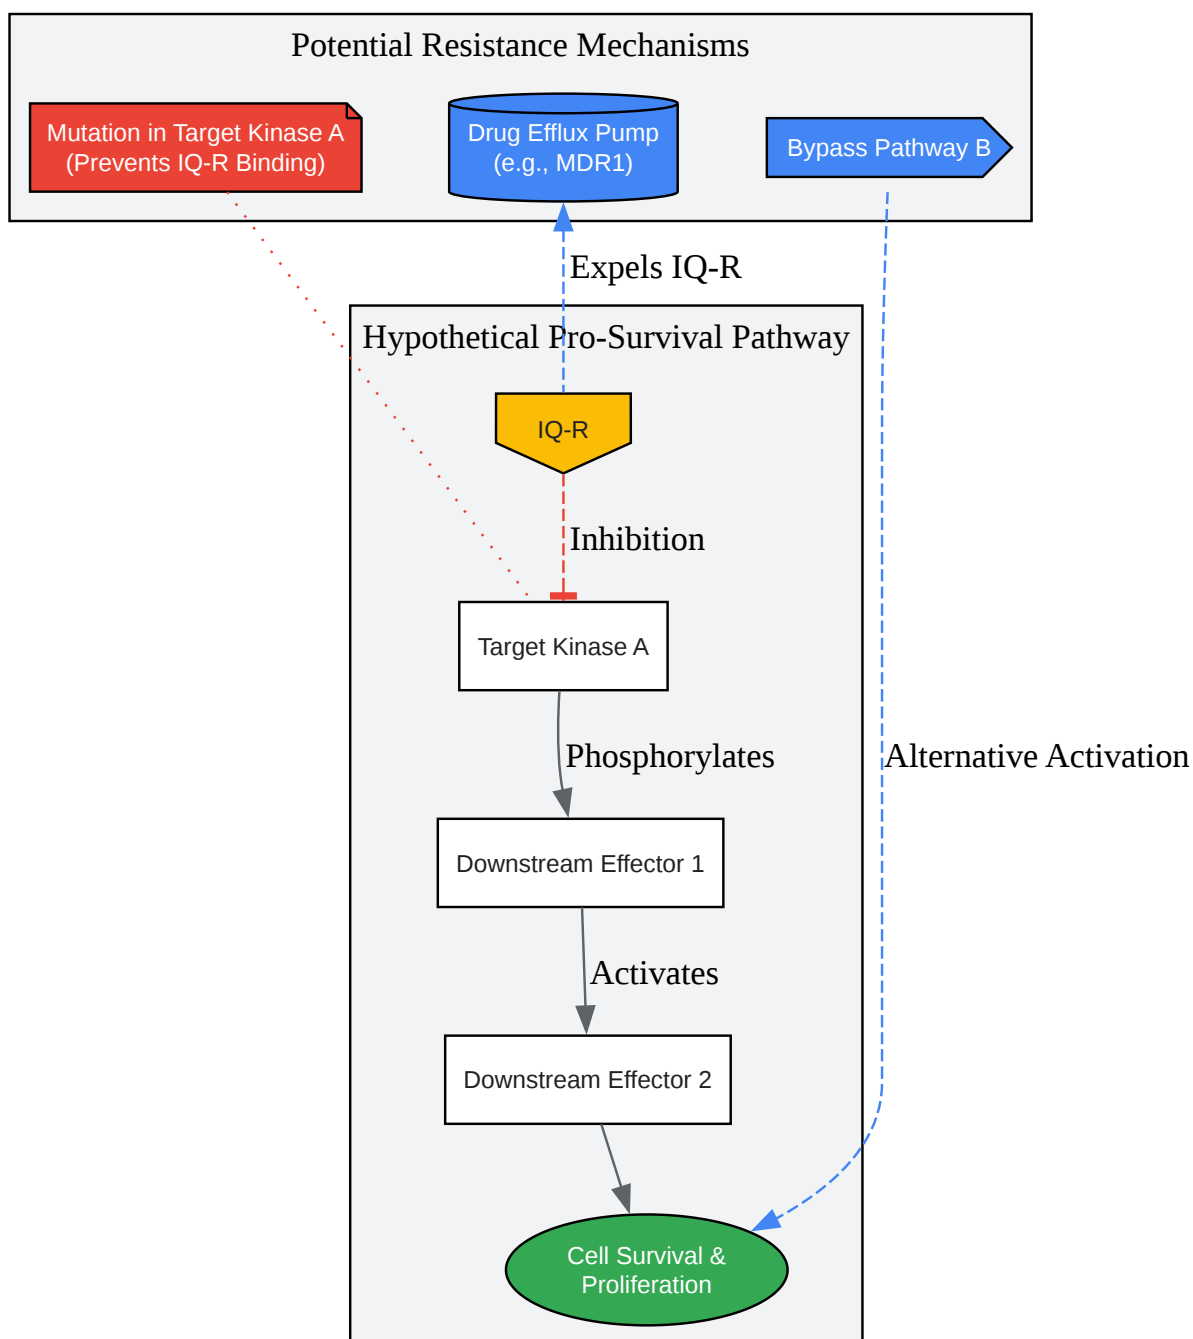 Potential Resistance Mechanisms
Mutation in Target Kinase A
(Prevents IQ-R Binding)
Drug Efflux Pump
(e.g., MDR1)
Bypass Pathway B
Expels IQ-R
Hypothetical Pro-Survival Pathway
IQ-R
Inhibition
Target Kinase A
Phosphorylates
Alternative Activation
Downstream Effector 1
Activates
Downstream Effector 2
Cell Survival &
Proliferation